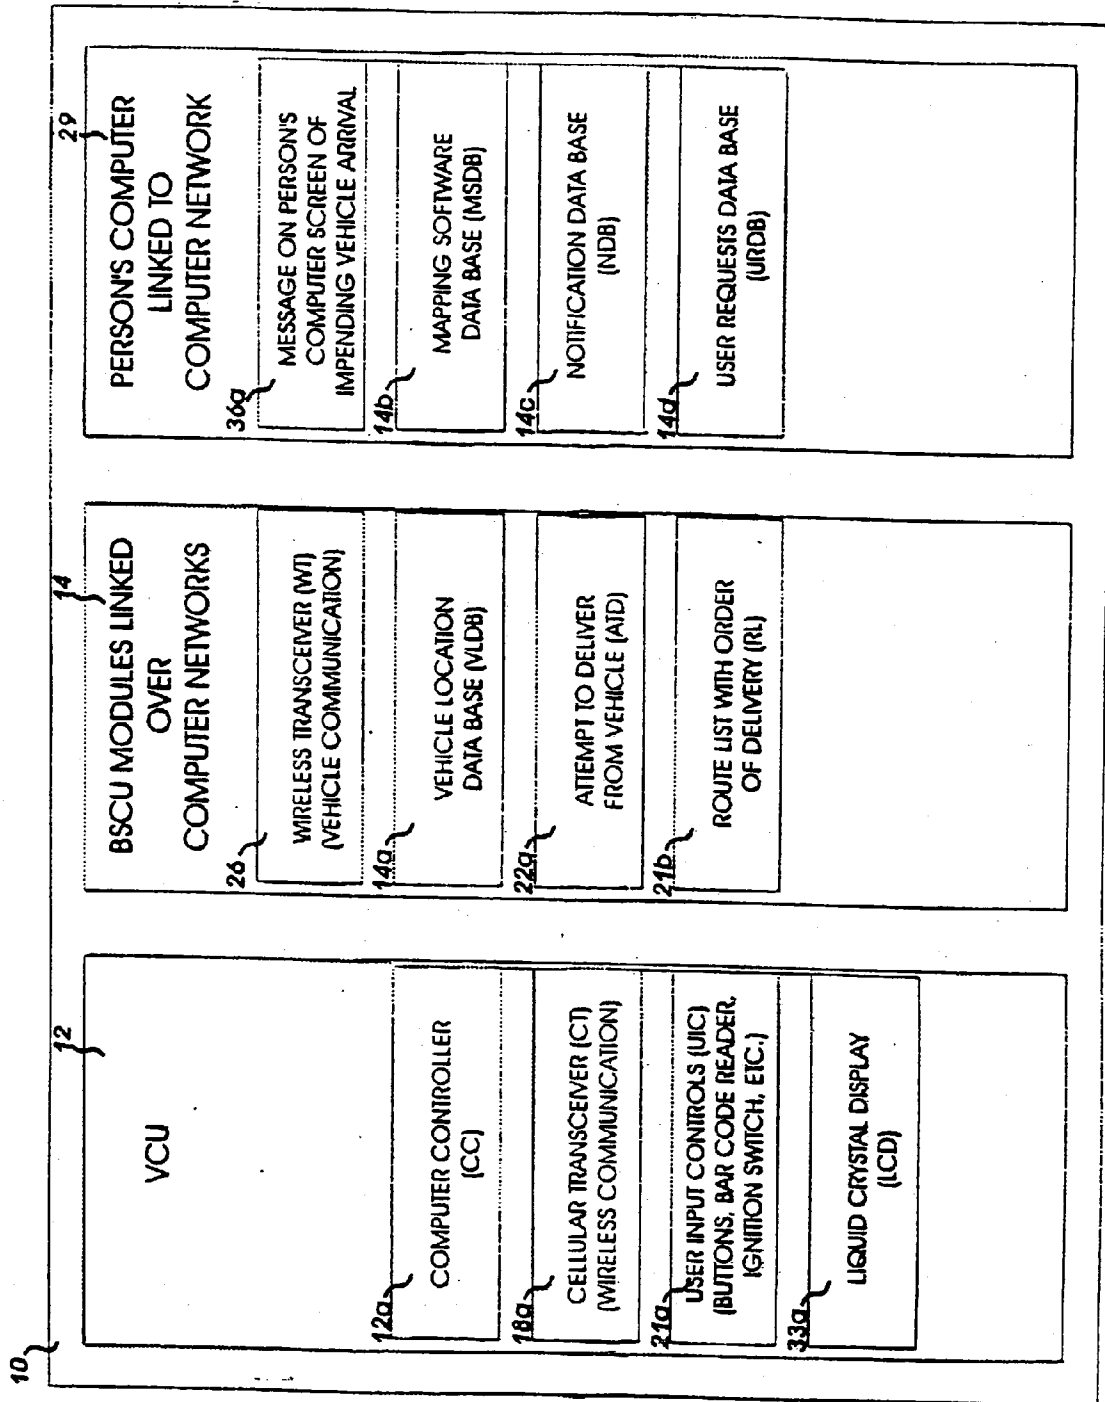 10
12
VCU
12a
COMPUTER CONTROLLER
(CC)
18a
CELLULAR TRANSCEIVER (CT)
(WIRELESS COMMUNICATION)
21a
USER INPUT CONTROLS (UIC)
(BUTTONS, BAR CODE READER,
IGNITION SWITCH, ETC.)
33a
LIQUID CRYSTAL DISPLAY
(LCD)
14
BSCU MODULES LINKED
OVER
COMPUTER NETWORKS
26
WIRELESS TRANSCEIVER (WT)
(VEHICLE COMMUNICATION)
14a
VEHICLE LOCATION
DATA BASE (VLDB)
22a
ATTEMPT TO DELIVER
FROM VEHICLE (ATD)
21b
ROUTE LIST WITH ORDER
OF DELIVERY (RL)
29
PERSON'S COMPUTER
LINKED TO
COMPUTER NETWORK
36a
MESSAGE ON PERSON'S
COMPUTER SCREEN OF
IMPENDING VEHICLE ARRIVAL
14b
MAPPING SOFTWARE
DATA BASE (MSDB)
14c
NOTIFICATION DATA BASE
(NDB)
14d
USER REQUESTS DATA BASE
(URDB)